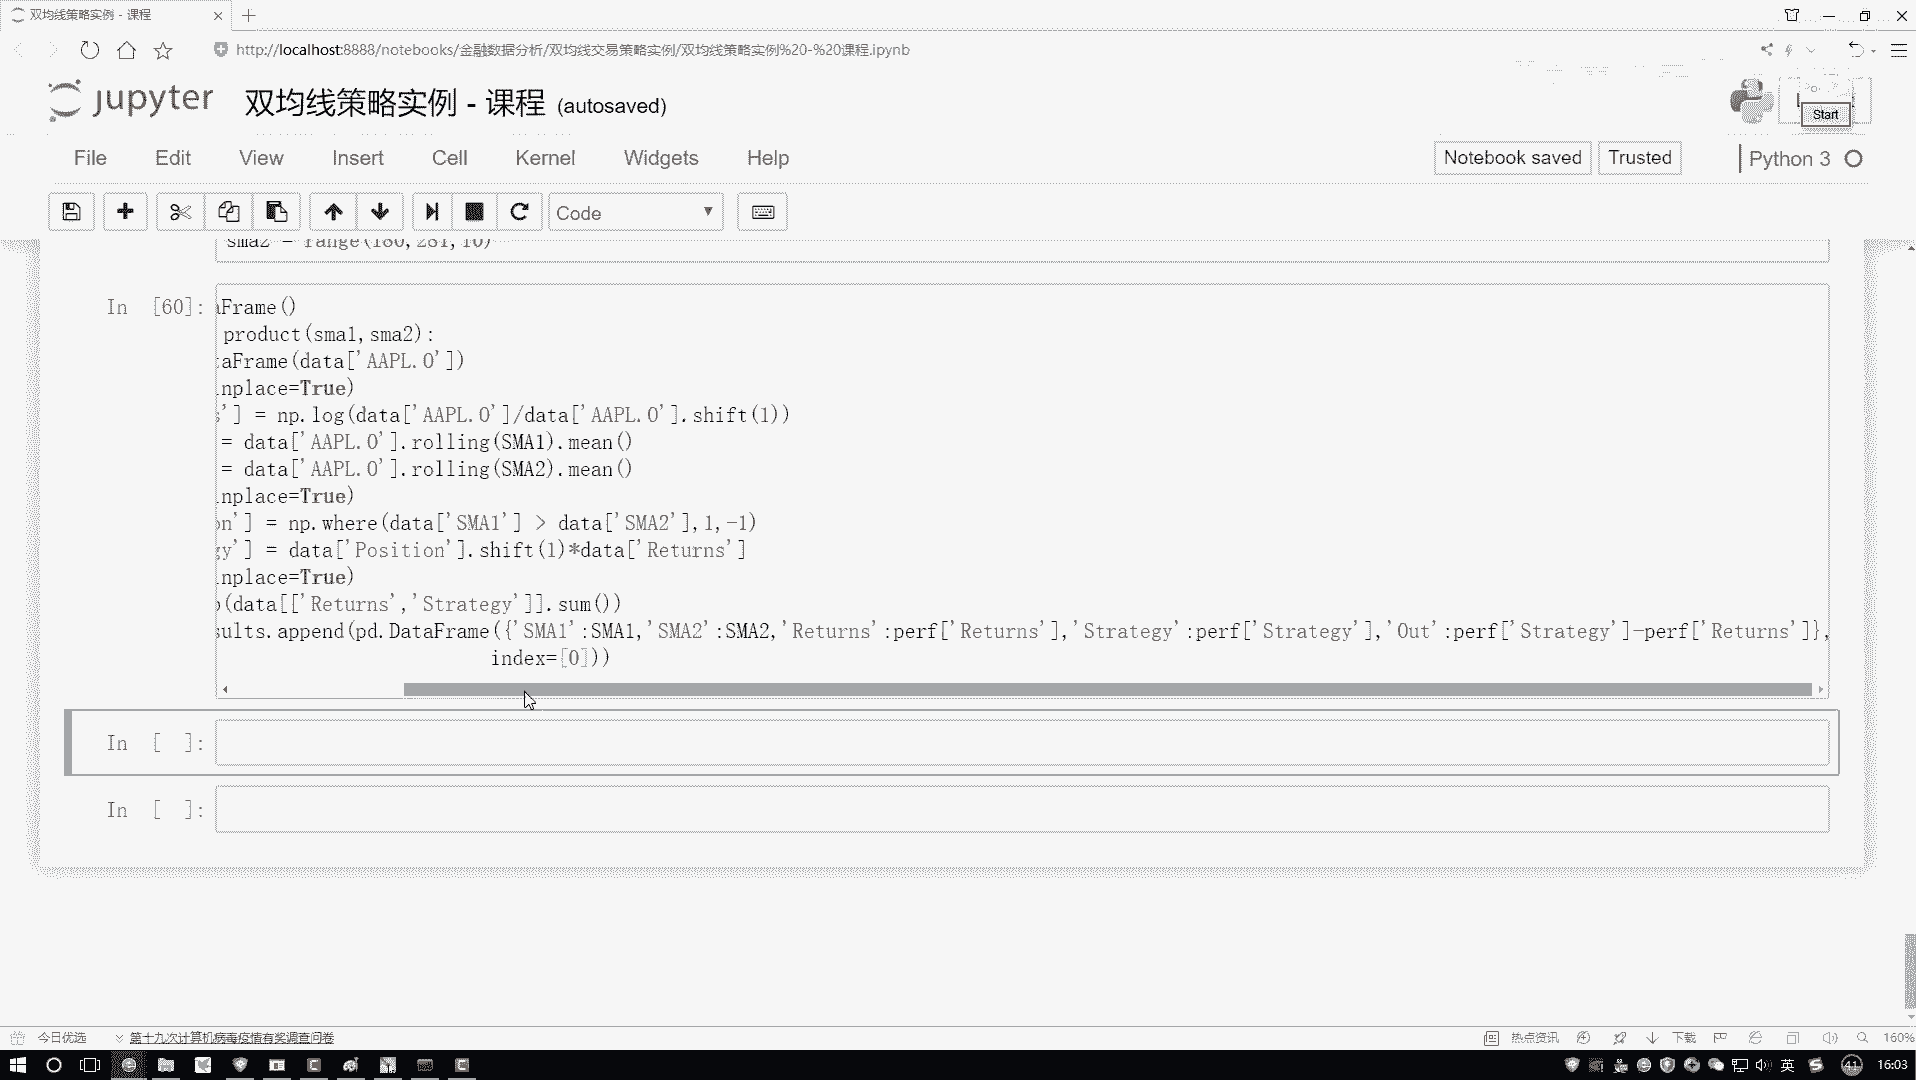 双均线策略实例 - 课程
http://localhost:8888/notebooks/金融数据分析/双均线交易策略实例/双均线策略实例%20-%20课程.ipynb
jupyter 双均线策略实例 - 课程 (autosaved)
Start
File Edit View Insert Cell Kernel Widgets Help
Notebook saved Trusted Python 3
Code
sma2 = range(180,281,10)
In [60]:
aFrame()
product(sma1,sma2):
aFrame(data['AAPL.O'])
nplace=True)
'] = np.log(data['AAPL.O']/data['AAPL.O'].shift(1))
= data['AAPL.O'].rolling(SMA1).mean()
= data['AAPL.O'].rolling(SMA2).mean()
nplace=True)
on'] = np.where(data['SMA1'] > data['SMA2'],1,-1)
gy'] = data['Position'].shift(1)*data['Returns']
nplace=True)
(data[['Returns','Strategy']].sum())
sults.append(pd.DataFrame({'SMA1':SMA1,'SMA2':SMA2,'Returns':perf['Returns'],'Strategy':perf['Strategy'],'Out':perf['Strategy']-perf['Returns']},
index=[0]))
In [ ]:
In [ ]:
今日优选 第十九次计算机病毒疫情有奖调查问卷 热点资讯 下载 160%
英 41 16:03